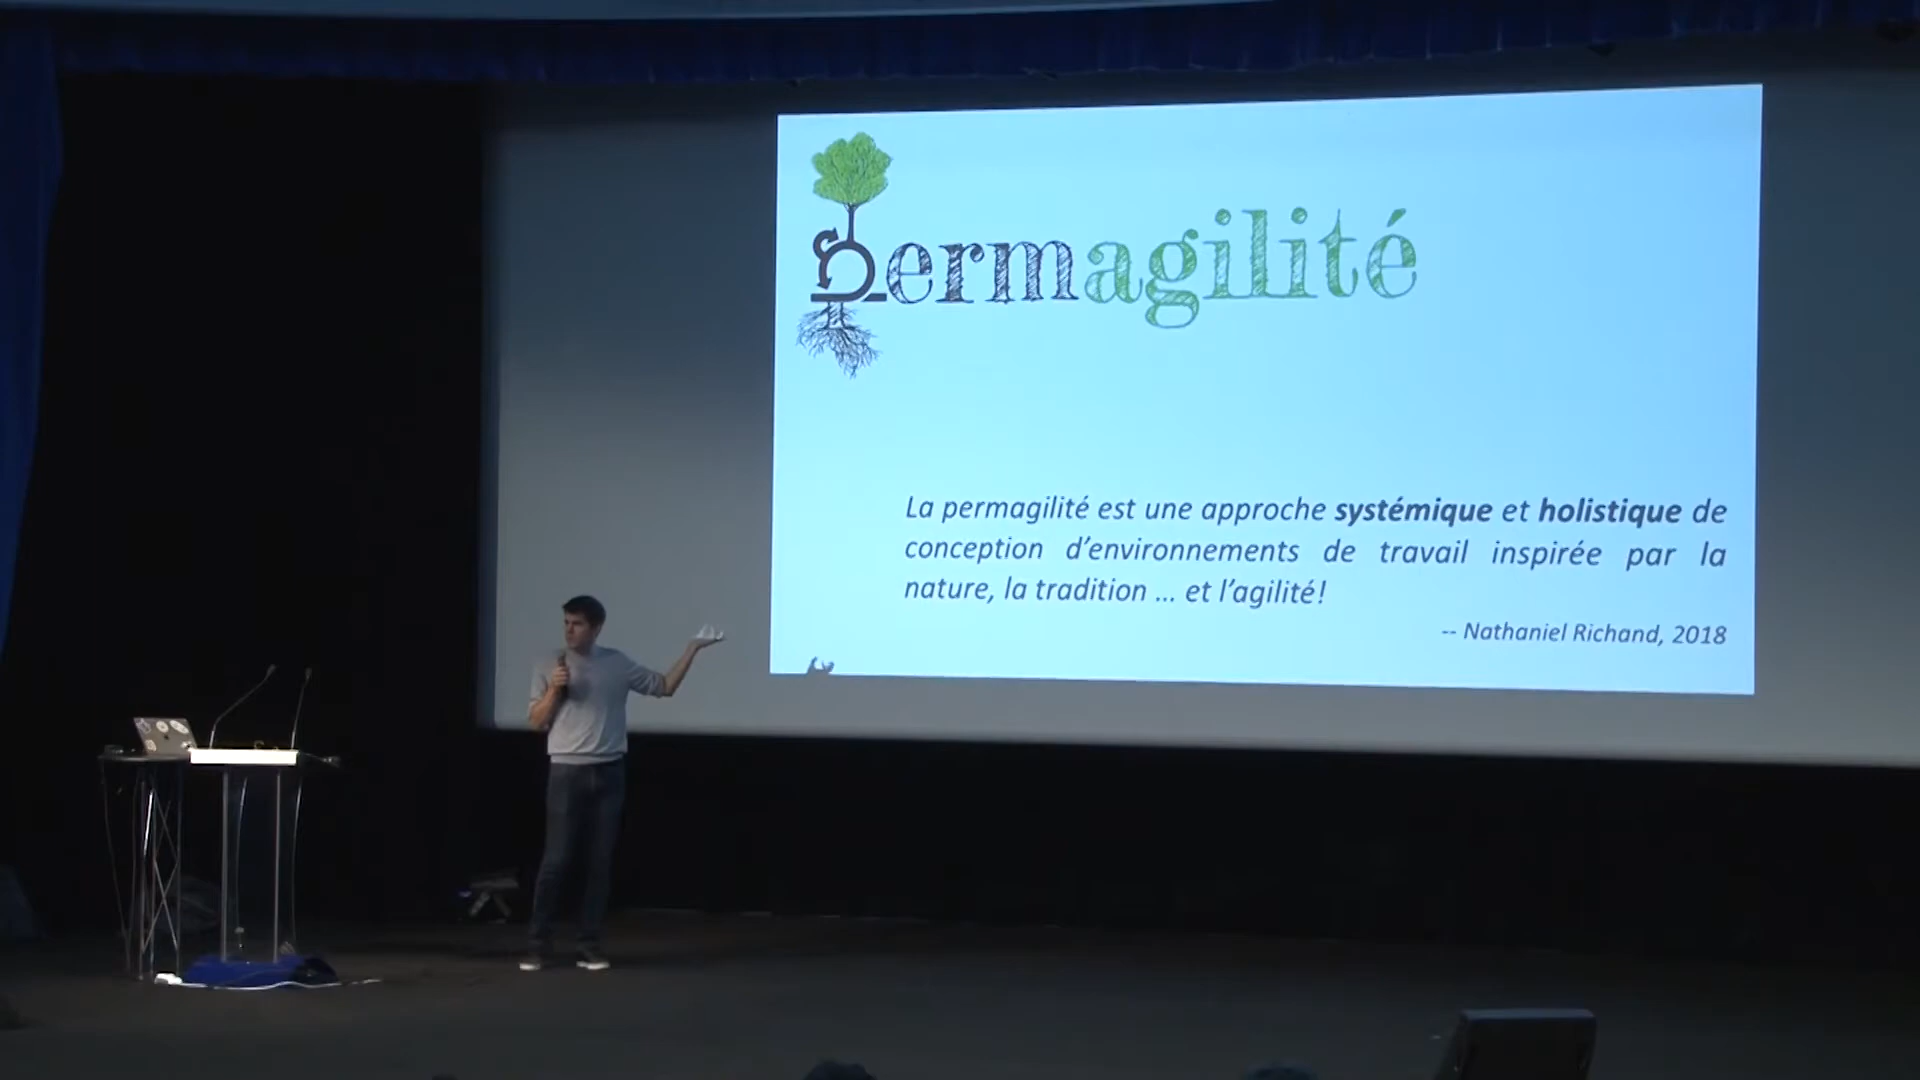 permagilité
La permagilité est une approche systémique et holistique de
conception d’environnements de travail inspirée par la
nature, la tradition ... et l’agilité!
-- Nathaniel Richand, 2018